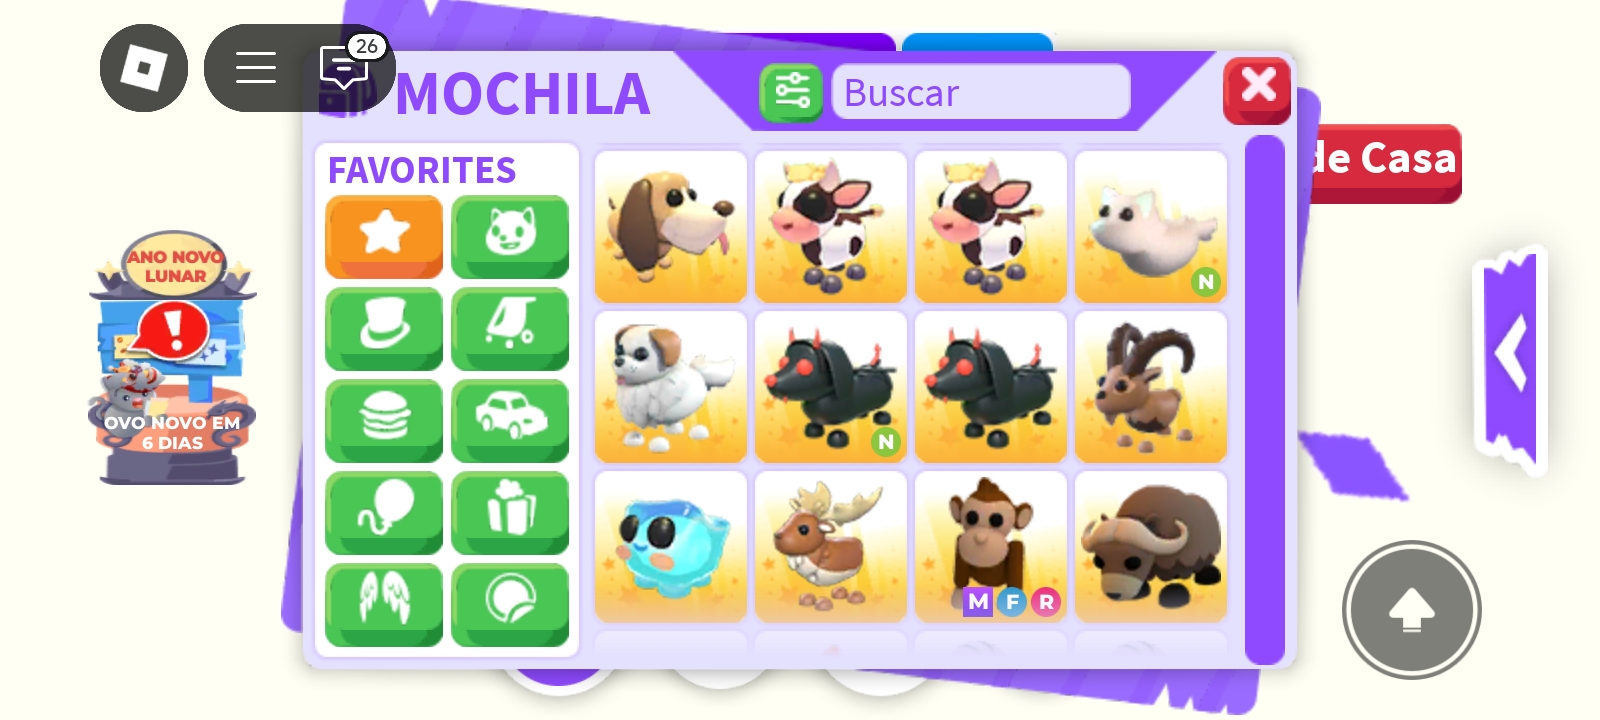 26
MOCHILA
Buscar
de Casa
FAVORITES
ANO NOVO
LUNAR
!
OVO NOVO EM
6 DIAS
N
N
M F R